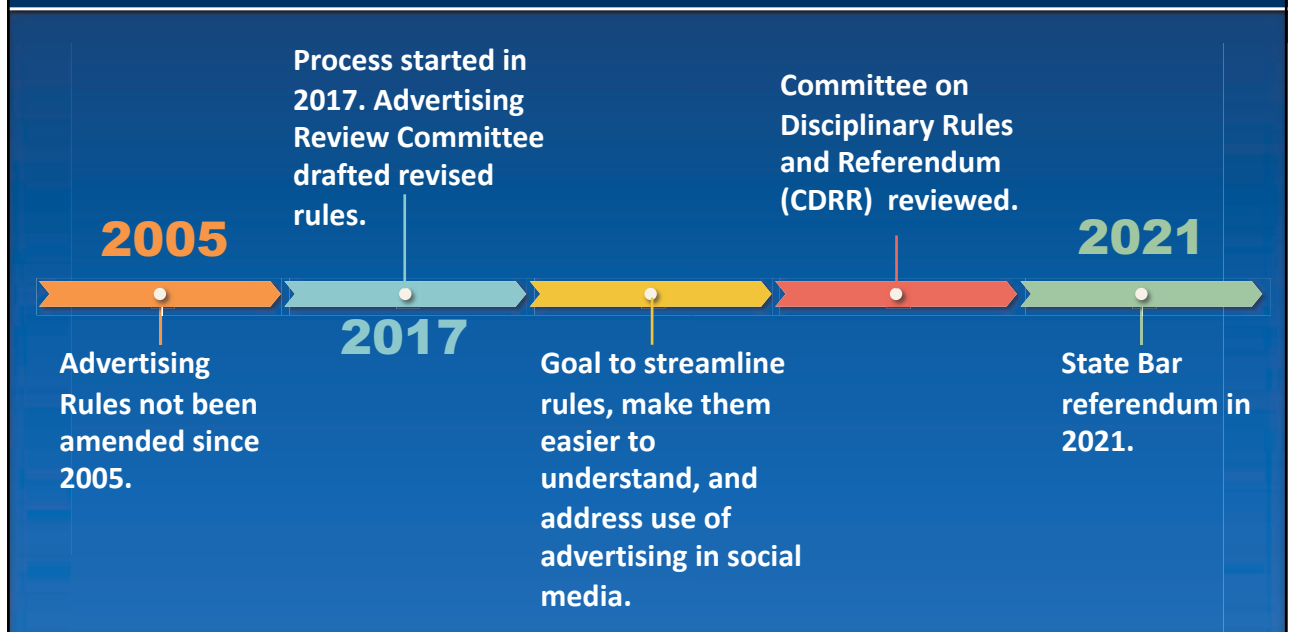 2005
Advertising
Rules not been
amended since
2005.
Process started in
2017. Advertising
Review Committee
drafted revised
rules.
2017
Goal to streamline
rules, make them
easier to
understand, and
address use of
advertising in social
media.
Committee on
Disciplinary Rules
and Referendum
(CDRR) reviewed.
2021
State Bar
referendum in
2021.